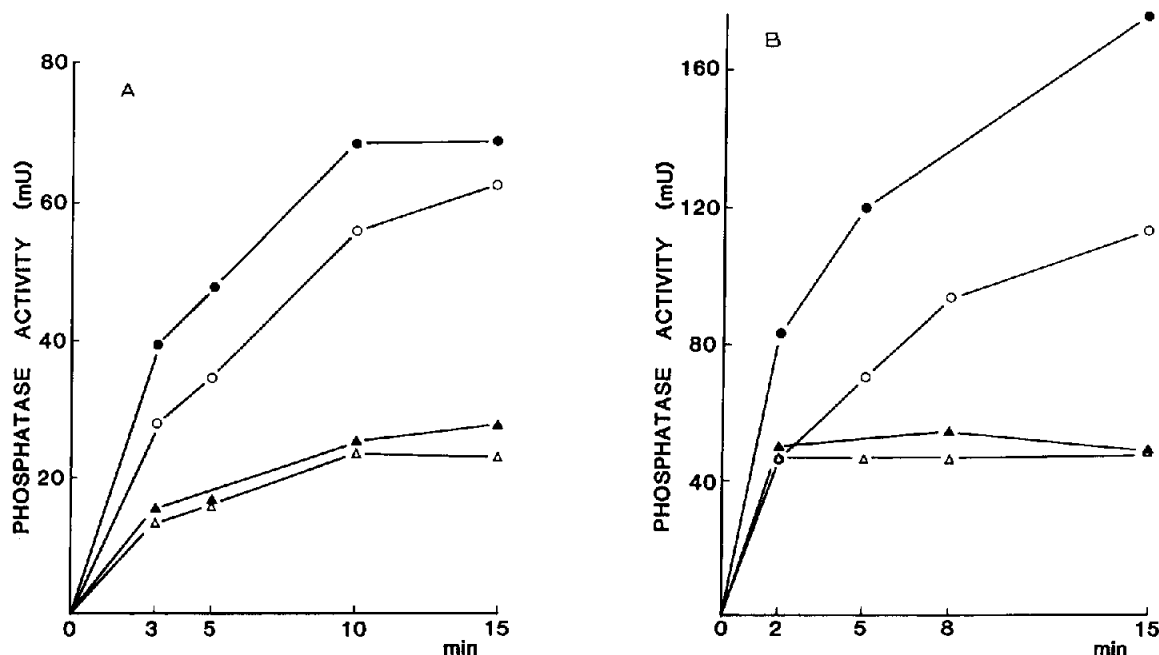 A
PHOSPHATASE ACTIVITY (mU)
80
60
40
20
0 3 5 10 15
min
B
PHOSPHATASE ACTIVITY (mU)
160
120
80
40
0 2 5 8 15
min